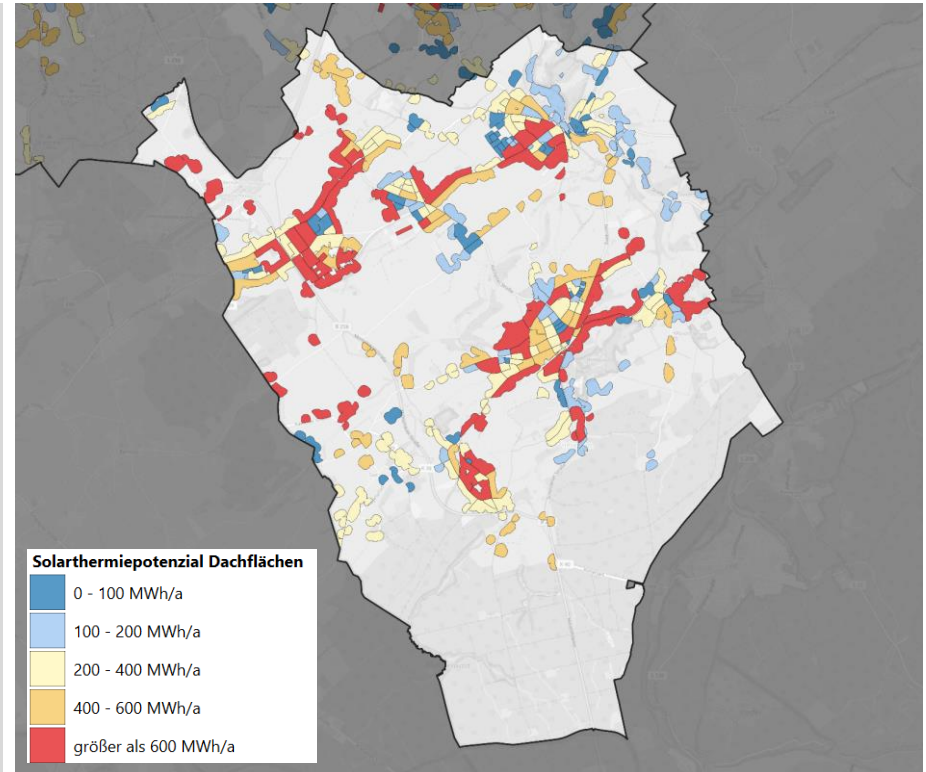 Solarthermiepotenzial Dachflächen
0 - 100 MWh/a
100 - 200 MWh/a
200 - 400 MWh/a
400 - 600 MWh/a
größer als 600 MWh/a